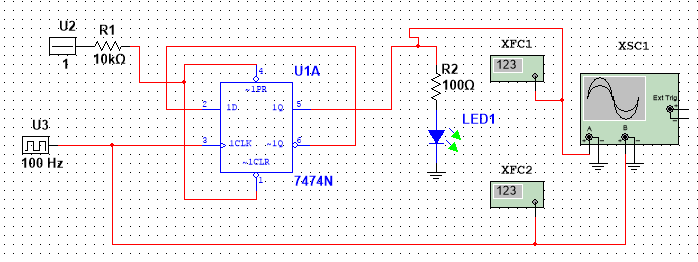 U2
1
R1
10kΩ
U1A
4
~1PR
2
1D
1Q
5
3
1CLK
~1Q
6
~1CLR
1
7474N
U3
100 Hz
R2
100Ω
LED1
XFC1
123
XFC2
123
XSC1
Ext Trig
A
B